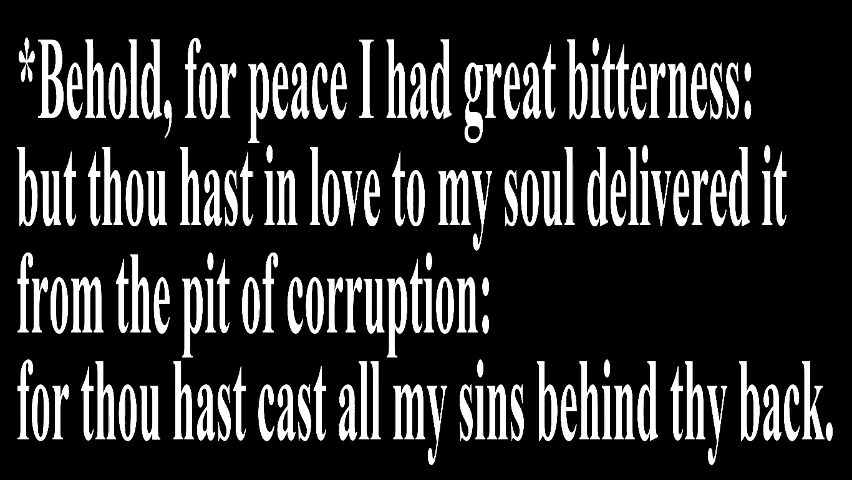 *Behold, for peace I had great bitterness:
but thou hast in love to my soul delivered it
from the pit of corruption:
for thou hast cast all my sins behind thy back.